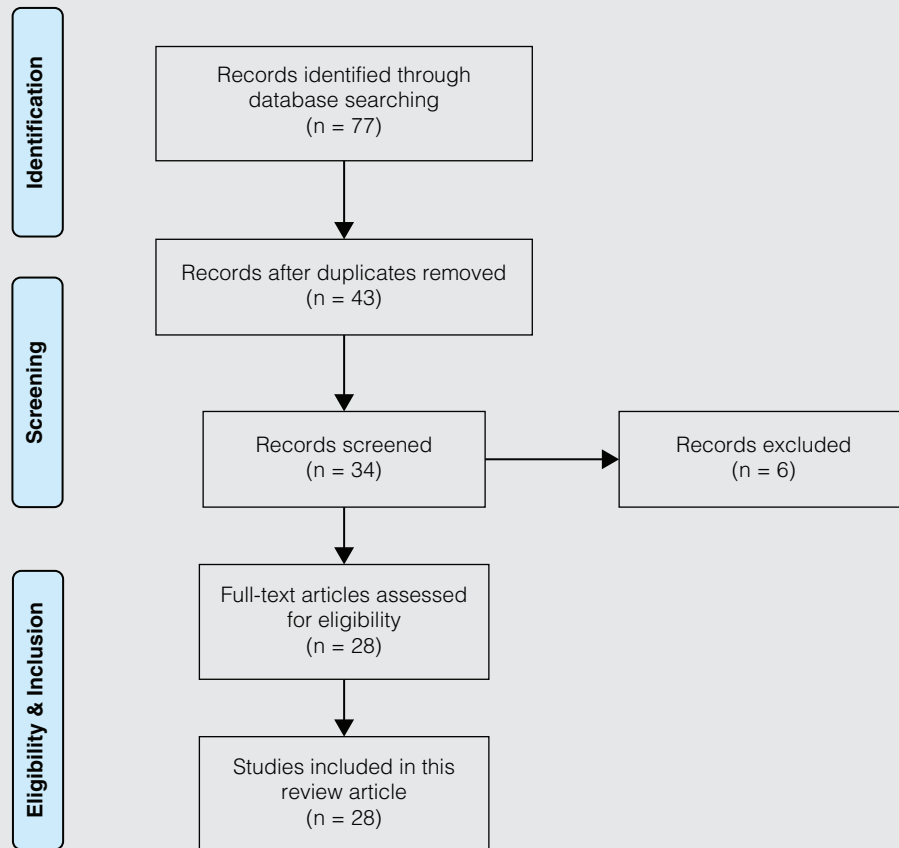 Identification
Records identified through
database searching
(n = 77)
Records after duplicates removed
(n = 43)
Screening
Records screened
(n = 34)
Records excluded
(n = 6)
Eligibility & Inclusion
Full-text articles assessed
for eligibility
(n = 28)
Studies included in this
review article
(n = 28)